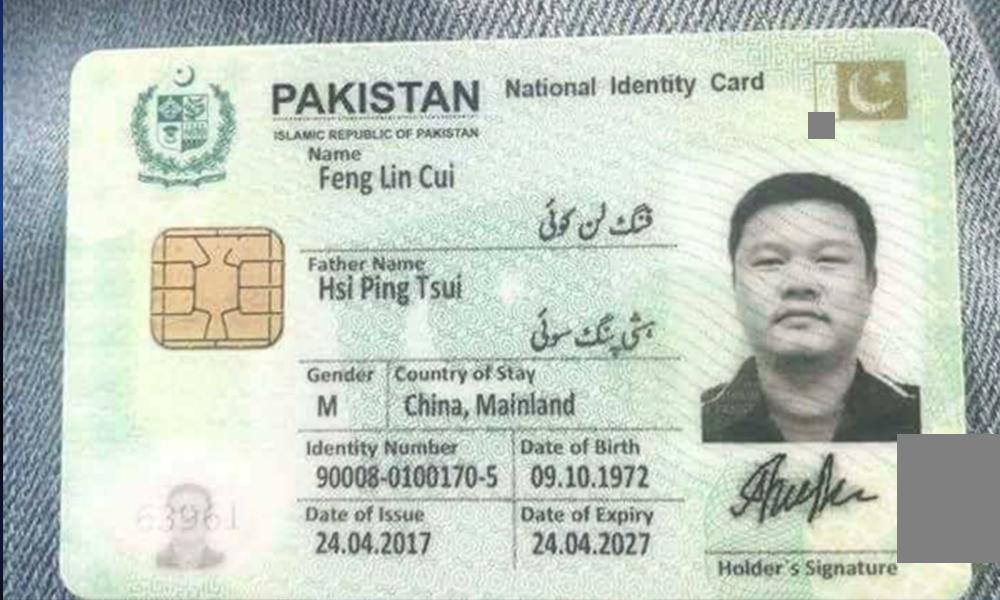 PAKISTAN National Identity Card
ISLAMIC REPUBLIC OF PAKISTAN
Name
Feng Lin Cui
فنگ لن کوئی
Father Name
Hsi Ping Tsui
ہشی پنگ سوئی
Gender Country of Stay
M China, Mainland
Identity Number Date of Birth
90008-0100170-5 09.10.1972
Date of Issue Date of Expiry
24.04.2017 24.04.2027
63961
Holder's Signature